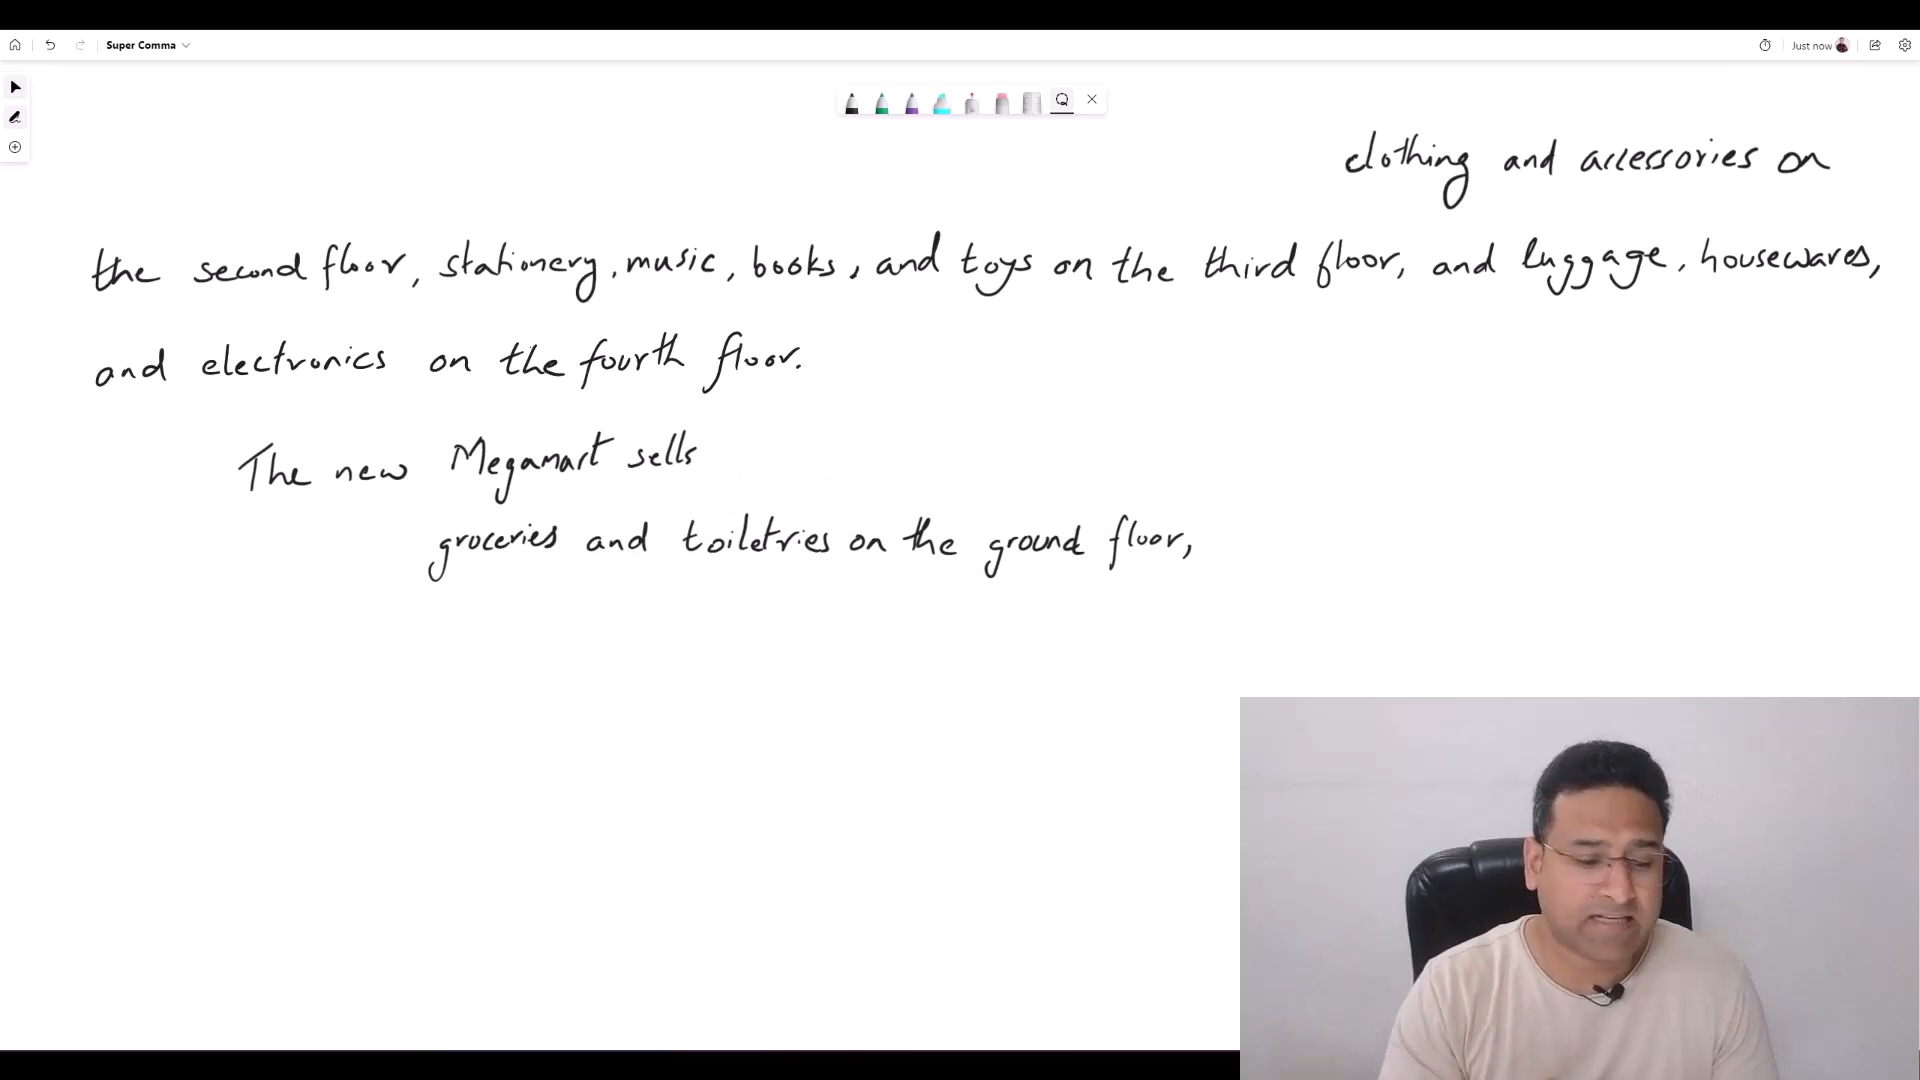 Super Comma
Just now
clothing and accessories on
the second floor, stationery, music, books, and toys on the third floor, and luggage, housewares,
and electronics on the fourth floor.
The new Megamart sells
groceries and toiletries on the ground floor,